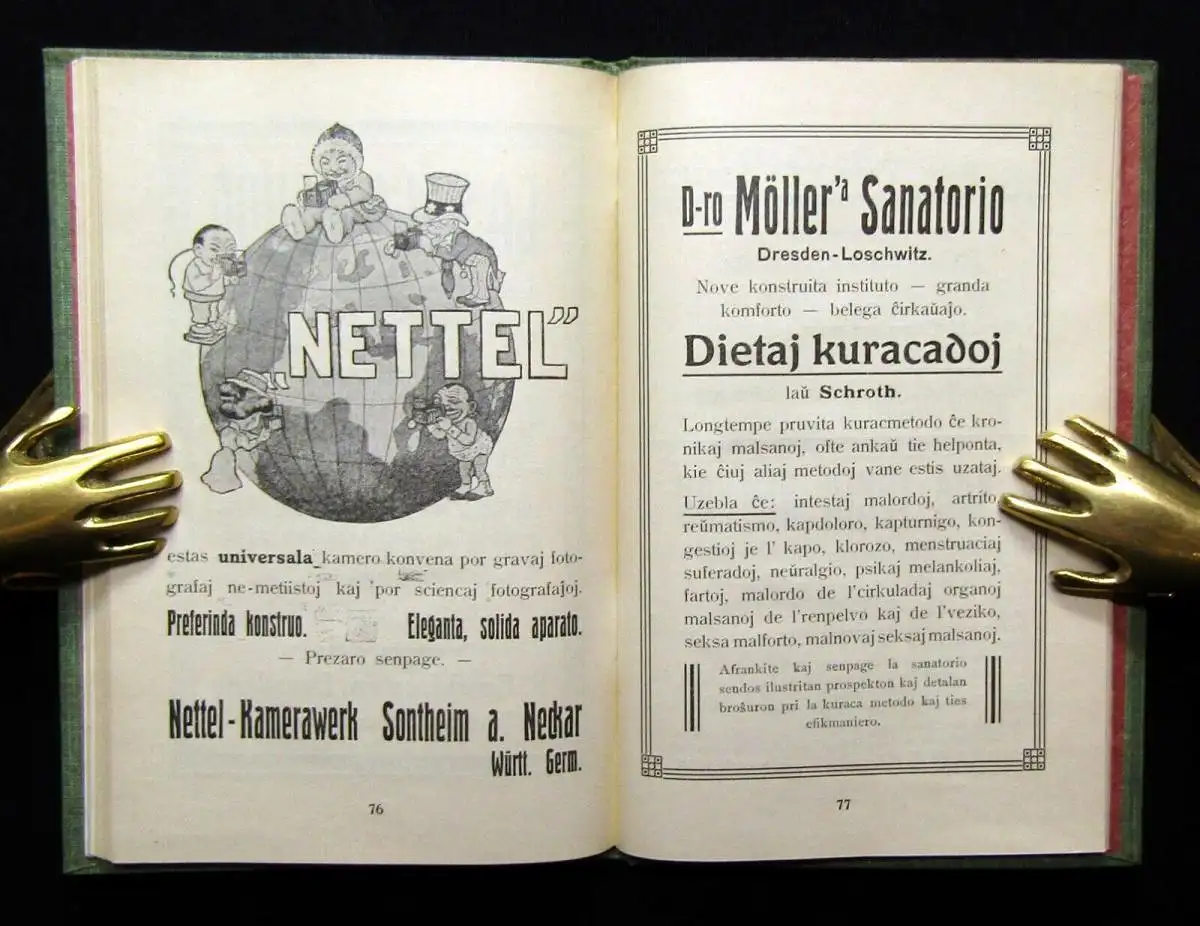 „NETTEL”
estas universala kamero konvena por gravaj foto-
grafaj ne-metiistoj kaj por sciencaj fotografajoj.
Preferinda konstruo. Eleganta, solida aparato.
— Prezaro senpage. —
Nettel-Kamerawerk Sontheim a. Neckar
Württ. Germ.
76
D-ro Möller'a Sanatorio
Dresden-Loschwitz.
Nove konstruita instituto — granda
komforto — belega ĉirkaŭaĵo.
Dietaj kuracadoj
laŭ Schroth.
Longtempe pruvita kuracmetodo ĉe kro-
nikaj malsanoj, ofte ankaŭ tie helponta,
kie ĉiuj aliaj metodoj vane estis uzataj.
Uzebla ĉe: intestaj malordoj, artrito,
reŭmatismo, kapdoloro, kapturnigo, kon-
gestioj je l' kapo, klorozo, menstruaciaj
suferadoj, neŭralgio, psikaj melankoliaj,
fartoj, malordo de l'cirkuladaj organoj
malsanoj de l'renpelvo kaj de l'veziko,
seksa malforto, malnovaj seksaj malsanoj.
Afrankite kaj senpage la sanatorio
sendos ilustritan prospekton kaj detalan
broŝuron pri la kuraca metodo kaj ties
efikmaniero.
77